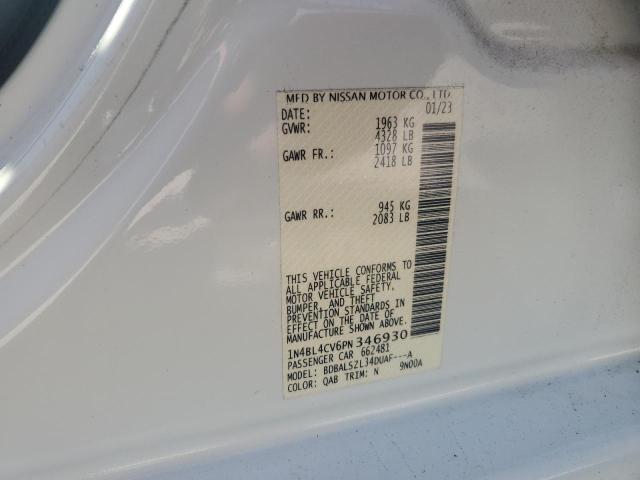 MFD BY NISSAN MOTOR CO., LTD.
DATE: 01/23
GVWR: 1963 KG
4328 LB
GAWR FR.: 1097 KG
2418 LB
GAWR RR.: 945 KG
2083 LB
THIS VEHICLE CONFORMS TO
ALL APPLICABLE FEDERAL
MOTOR VEHICLE SAFETY,
BUMPER, AND THEFT
PREVENTION STANDARDS IN
EFFECT ON THE DATE OF
MANUFACTURE SHOWN ABOVE.
1N4BL4CV6PN346930
PASSENGER CAR 662481
MODEL: BDBALSZL34DUAF---A
COLOR: QAB TRIM: N 9N00A